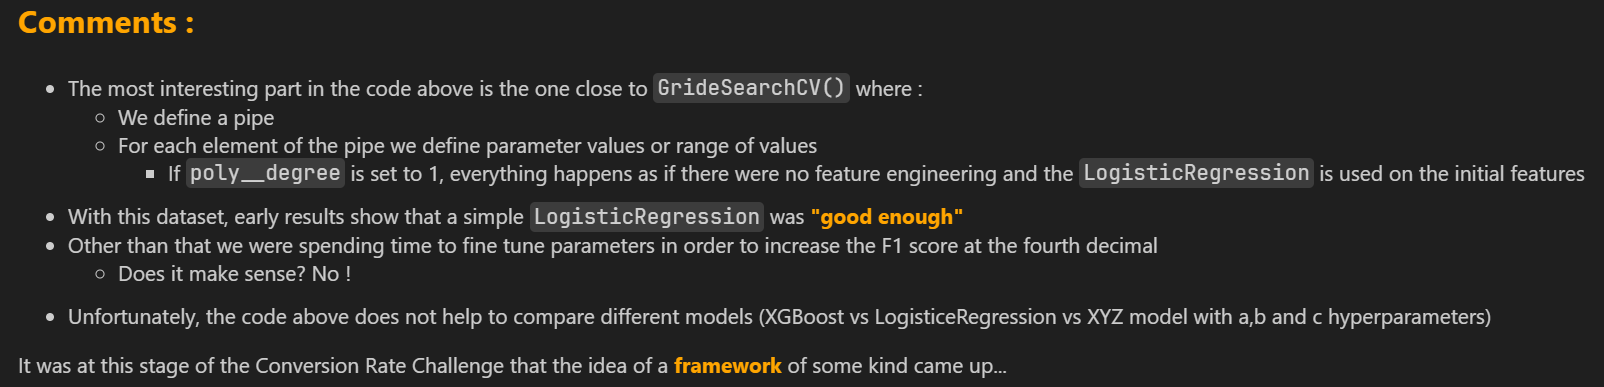 Comments :
The most interesting part in the code above is the one close to GrideSearchCV() where :
We define a pipe
For each element of the pipe we define parameter values or range of values
If poly__degree is set to 1, everything happens as if there were no feature engineering and the LogisticRegression is used on the initial features
With this dataset, early results show that a simple LogisticRegression was "good enough"
Other than that we were spending time to fine tune parameters in order to increase the F1 score at the fourth decimal
Does it make sense? No !
Unfortunately, the code above does not help to compare different models (XGBoost vs LogisticeRegression vs XYZ model with a,b and c hyperparameters)
It was at this stage of the Conversion Rate Challenge that the idea of a framework of some kind came up...